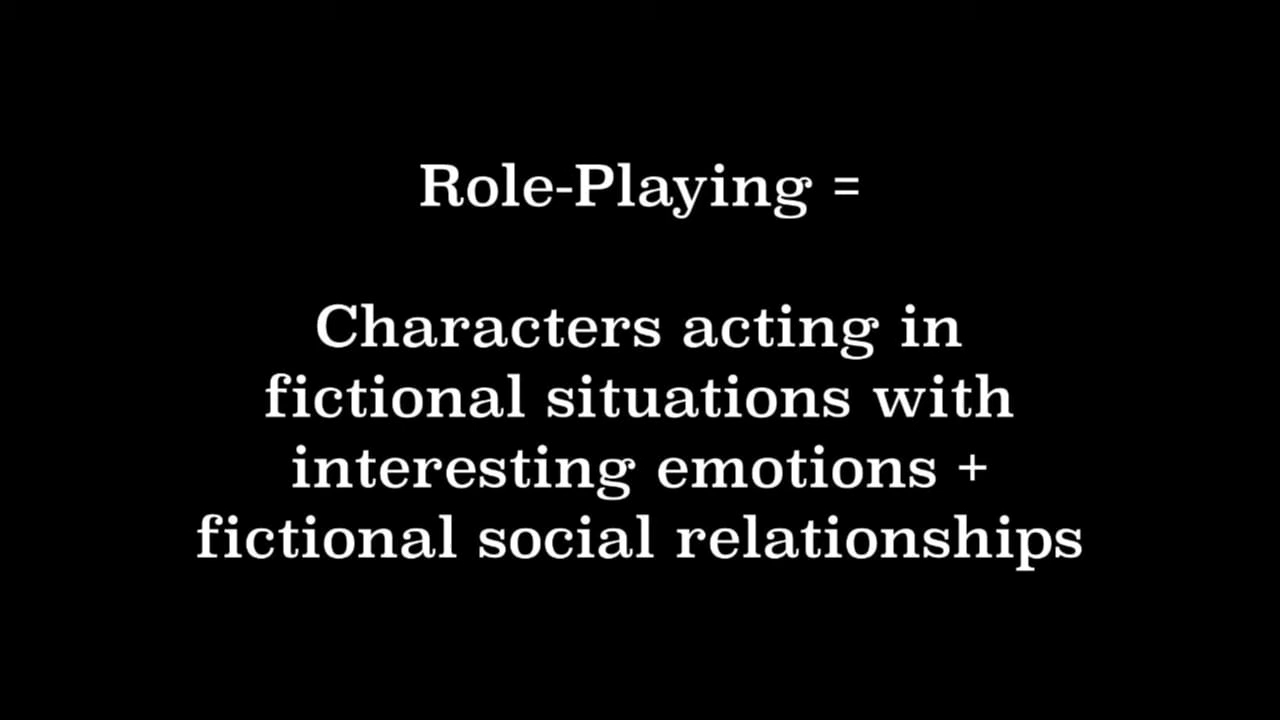 Role-Playing =
Characters acting in
fictional situations with
interesting emotions +
fictional social relationships